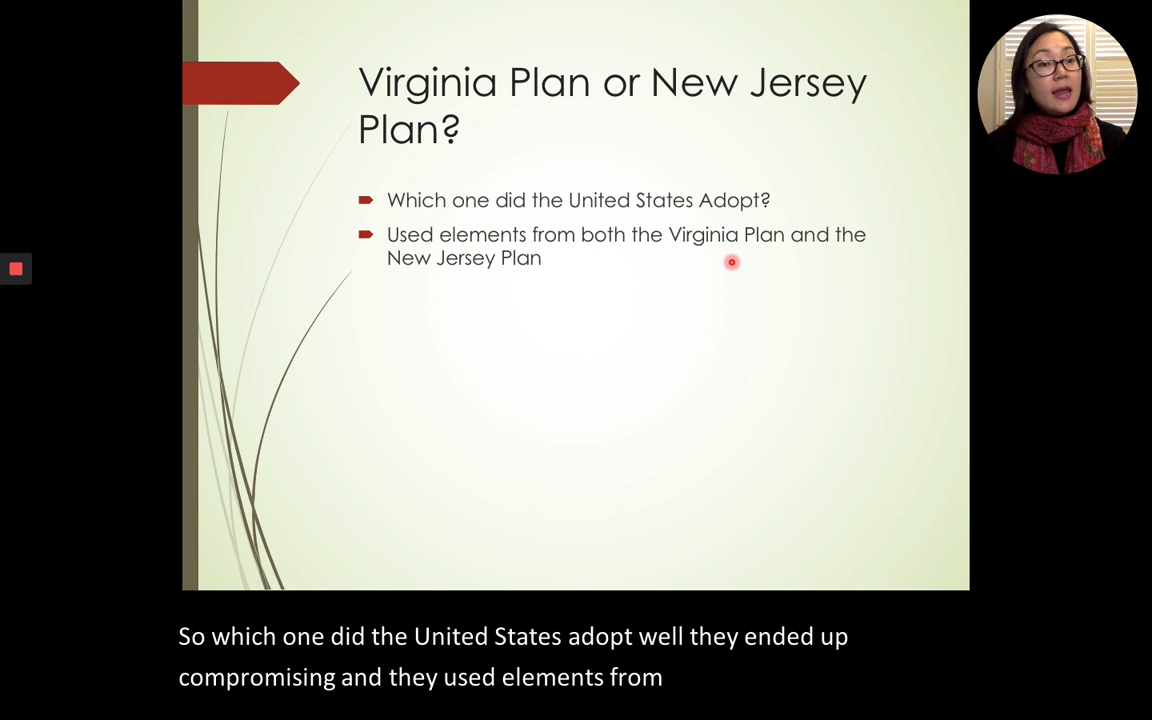 Virginia Plan or New Jersey
Plan?
Which one did the United States Adopt?
Used elements from both the Virginia Plan and the
New Jersey Plan
So which one did the United States adopt well they ended up
compromising and they used elements from